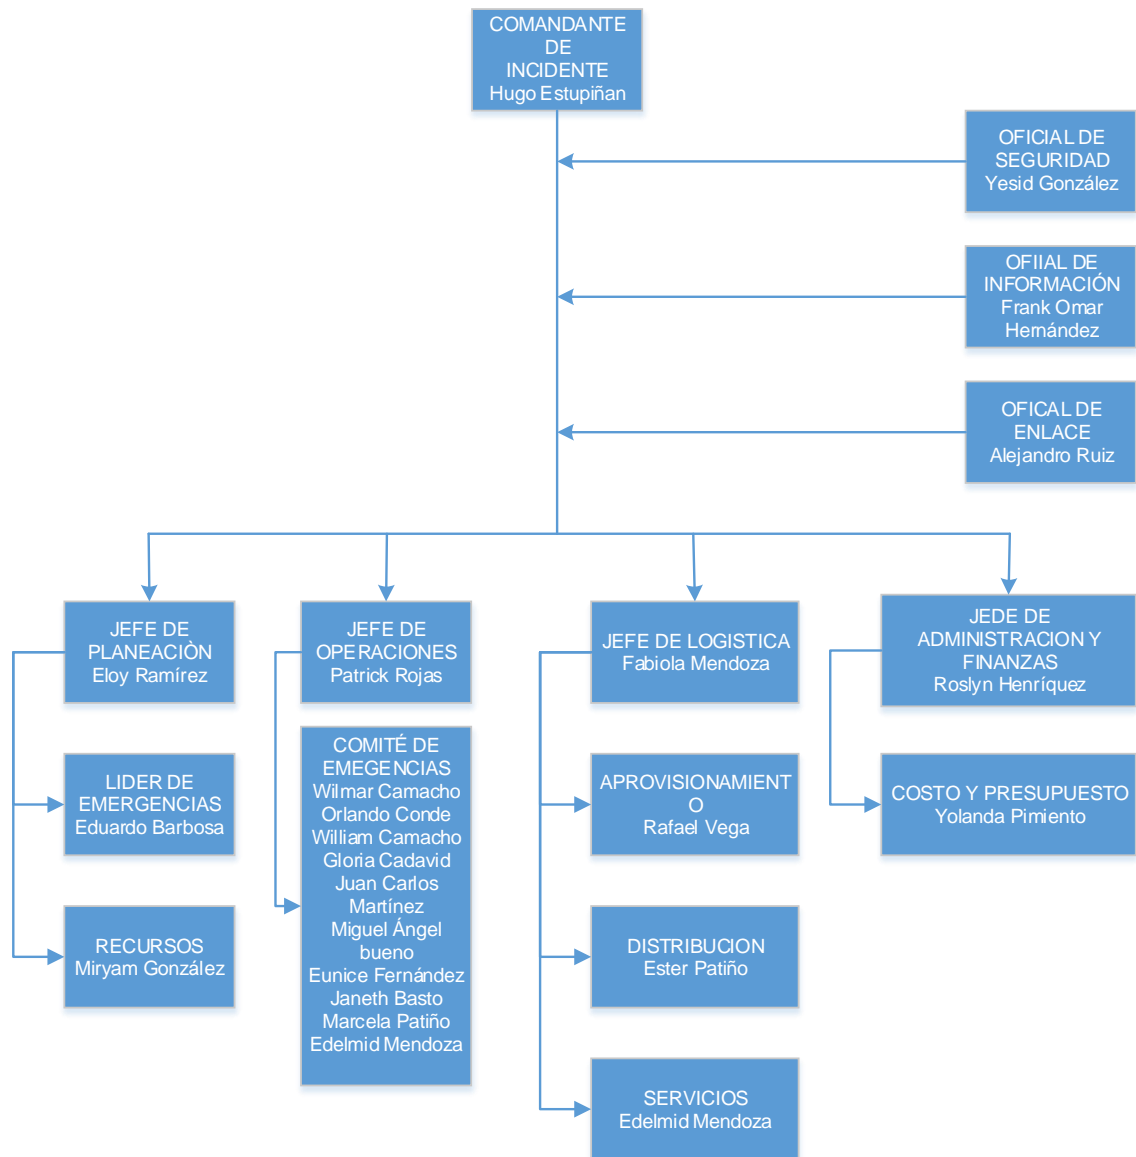 COMANDANTE
DE
INCIDENTE
Hugo Estupiñan
OFICIAL DE
SEGURIDAD
Yesid González
OFIIAL DE
INFORMACIÓN
Frank Omar
Hernández
OFICAL DE
ENLACE
Alejandro Ruiz
JEFE DE
PLANEACIÒN
Eloy Ramírez
JEFE DE
OPERACIONES
Patrick Rojas
JEFE DE LOGISTICA
Fabiola Mendoza
JEDE DE
ADMINISTRACION Y
FINANZAS
Roslyn Henríquez
LIDER DE
EMERGENCIAS
Eduardo Barbosa
RECURSOS
Miryam González
COMITÉ DE
EMEGENCIAS
Wilmar Camacho
Orlando Conde
William Camacho
Gloria Cadavid
Juan Carlos
Martínez
Miguel Ángel
bueno
Eunice Fernández
Janeth Basto
Marcela Patiño
Edelmid Mendoza
APROVISIONAMIENT
O
Rafael Vega
DISTRIBUCION
Ester Patiño
SERVICIOS
Edelmid Mendoza
COSTO Y PRESUPUESTO
Yolanda Pimiento